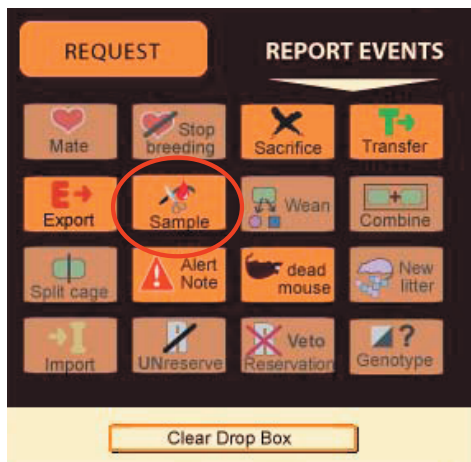 REQUEST
REPORT EVENTS
Mate
Stop
breeding
Sacrifice
T
Transfer
E
Export
Sample
Wean
Combine
Split cage
Alert
Note
dead
mouse
New
litter
I
Import
UNreserve
Veto
Reservation
?
Genotype
Clear Drop Box